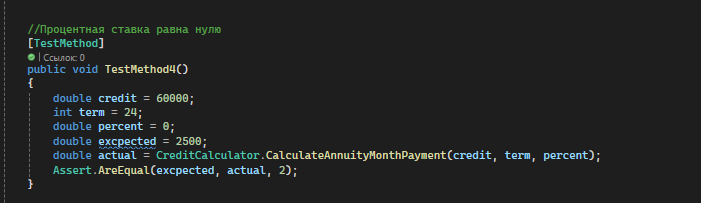 //Процентная ставка равна нулю
[TestMethod]
| Ссылок: 0
public void TestMethod4()
{
double credit = 60000;
int term = 24;
double percent = 0;
double excpected = 2500;
double actual = CreditCalculator.CalculateAnnuityMonthPayment(credit, term, percent);
Assert.AreEqual(excpected, actual, 2);
}